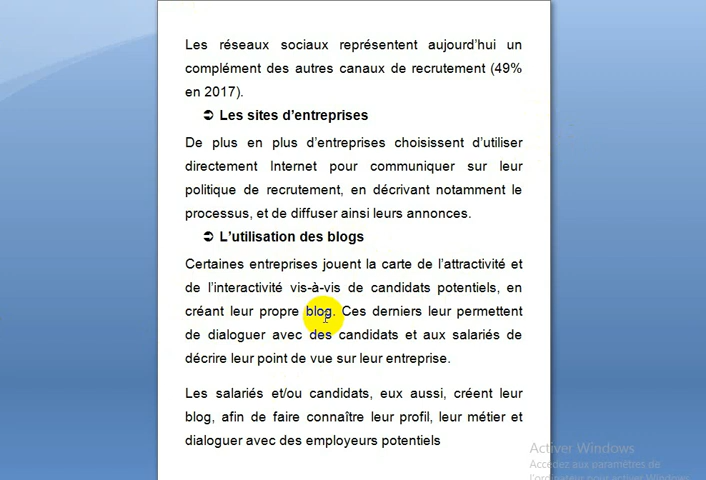 Les réseaux sociaux représentent aujourd'hui un
complément des autres canaux de recrutement (49%
en 2017).
➲ Les sites d'entreprises
De plus en plus d'entreprises choisissent d'utiliser
directement Internet pour communiquer sur leur
politique de recrutement, en décrivant notamment le
processus, et de diffuser ainsi leurs annonces.
➲ L'utilisation des blogs
Certaines entreprises jouent la carte de l'attractivité et
de l'interactivité vis-à-vis de candidats potentiels, en
créant leur propre blog. Ces derniers leur permettent
de dialoguer avec des candidats et aux salariés de
décrire leur point de vue sur leur entreprise.
Les salariés et/ou candidats, eux aussi, créent leur
blog, afin de faire connaître leur profil, leur métier et
dialoguer avec des employeurs potentiels
Activer Windows
Accédez aux paramètres de
l'ordinateur pour activer Windows.